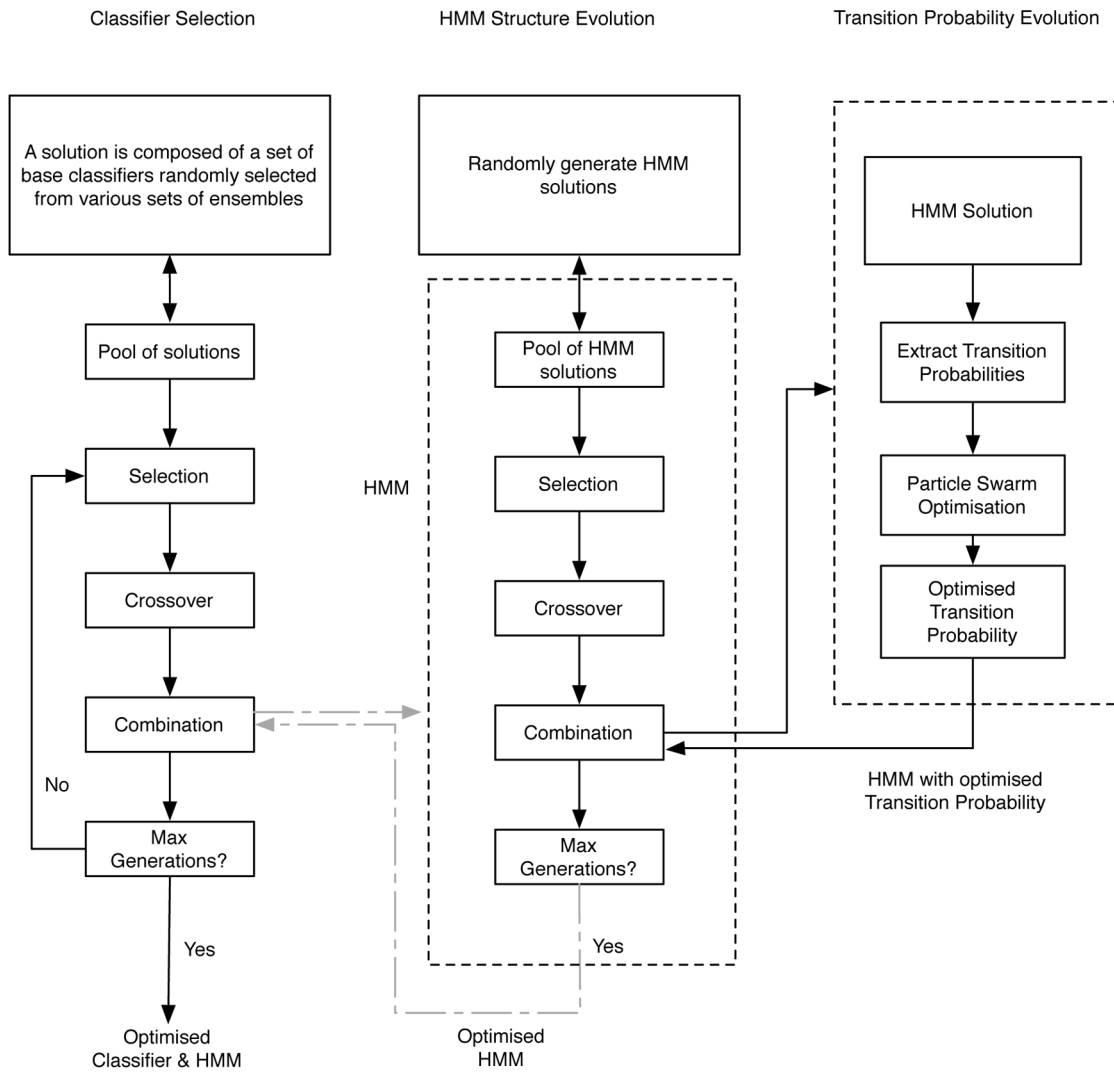 Classifier Selection
HMM Structure Evolution
Transition Probability Evolution
A solution is composed of a set of
base classifiers randomly selected
from various sets of ensembles
Pool of solutions
Selection
Crossover
Combination
No
Max
Generations?
Yes
Optimised
Classifier & HMM
Randomly generate HMM
solutions
HMM
Pool of HMM
solutions
Selection
Crossover
Combination
Max
Generations?
Yes
Optimised
HMM
HMM Solution
Extract Transition
Probabilities
Particle Swarm
Optimisation
Optimised
Transition
Probability
HMM with optimised
Transition Probability